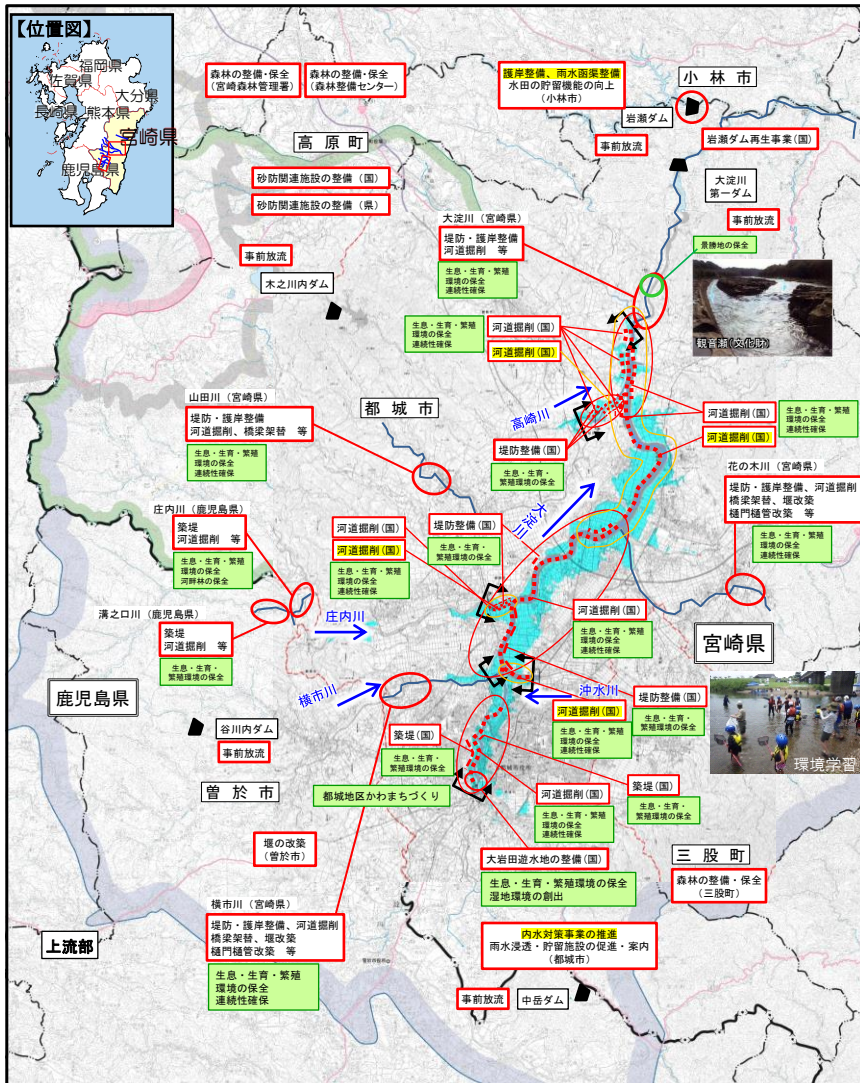 【位置図】
福岡県
佐賀県
大分県
長崎県
熊本県
宮崎県
鹿児島県
森林の整備・保全
(宮崎森林管理署)
森林の整備・保全
(森林整備センター)
護岸整備、雨水函渠整備
水田の貯留機能の向上
(小林市)
小林市
岩瀬ダム
事前放流
岩瀬ダム再生事業(国)
高原町
砂防関連施設の整備(国)
砂防関連施設の整備(県)
大淀川
第一ダム
事前放流
大淀川(宮崎県)
堤防・護岸整備
河道掘削 等
生息・生育・繁殖
環境の保全
連続性確保
景勝地の保全
事前放流
木之川内ダム
観音瀬(文化財)
生息・生育・繁殖
環境の保全
連続性確保
河道掘削(国)
河道掘削(国)
山田川(宮崎県)
堤防・護岸整備
河道掘削、橋梁架替 等
生息・生育・繁殖
環境の保全
連続性確保
都城市
高崎川
堤防整備(国)
生息・生育・
繁殖環境の保全
河道掘削(国)
河道掘削(国)
生息・生育・繁殖
環境の保全
連続性確保
花の木川(宮崎県)
堤防・護岸整備、河道掘削
橋梁架替、堰改築
樋門樋管改築 等
生息・生育・繁殖
環境の保全
連続性確保
庄内川(鹿児島県)
築堤
河道掘削 等
生息・生育・繁殖
環境の保全
河畔林の保全
河道掘削(国)
河道掘削(国)
生息・生育・繁殖
環境の保全
連続性確保
堤防整備(国)
生息・生育・
繁殖環境の保全
大淀川
溝之口川(鹿児島県)
築堤
河道掘削 等
生息・生育・
繁殖環境の保全
庄内川
河道掘削(国)
生息・生育・繁殖
環境の保全
連続性確保
宮崎県
鹿児島県
横市川
沖水川
河道掘削(国)
生息・生育・繁殖
環境の保全
連続性確保
堤防整備(国)
生息・生育・
繁殖環境の保全
環境学習
谷川内ダム
事前放流
築堤(国)
生息・生育・
繁殖環境の保全
曽於市
都城地区かわまちづくり
河道掘削(国)
生息・生育・繁殖
環境の保全
連続性確保
築堤(国)
生息・生育・
繁殖環境の保全
堰の改築
(曽於市)
大岩田遊水地の整備(国)
生息・生育・繁殖環境の保全
湿地環境の創出
三股町
森林の整備・保全
(三股町)
横市川(宮崎県)
堤防・護岸整備、河道掘削
橋梁架替、堰改築
樋門樋管改築 等
生息・生育・繁殖
環境の保全
連続性確保
上流部
内水対策事業の推進
雨水浸透・貯留施設の促進・案内
(都城市)
事前放流
中岳ダム